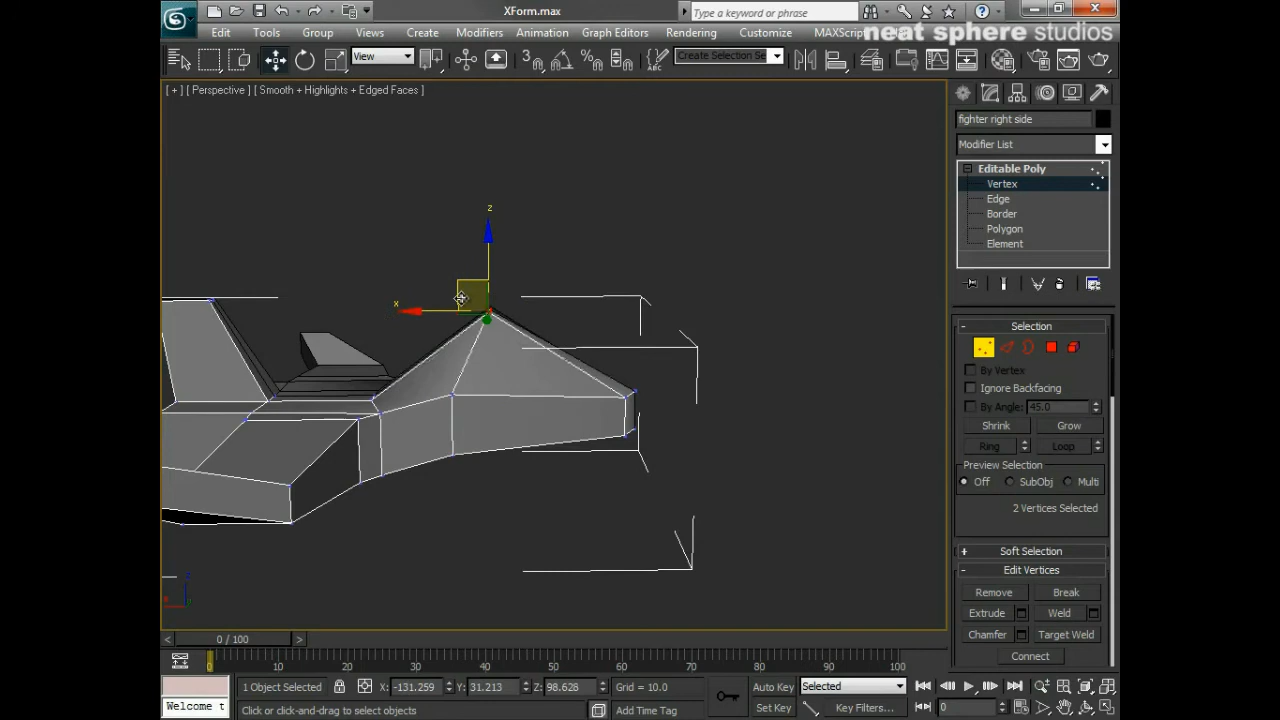 XForm.max
Type a keyword or phrase
Edit Tools Group Views Create Modifiers Animation Graph Editors Rendering Customize MAXScrip
neat sphere studios
View
3
ABC
Create Selection Se
[ + ] [ Perspective ] [ Smooth + Highlights + Edged Faces ]
fighter right side
Modifier List
Editable Poly
Vertex
Edge
Border
Polygon
Element
z
x
Selection
By Vertex
Ignore Backfacing
By Angle: 45.0
Shrink Grow
Ring Loop
Preview Selection
Off SubObj Multi
2 Vertices Selected
Soft Selection
Edit Vertices
Remove Break
Extrude Weld
Chamfer Target Weld
Connect
z
< 0 / 100 >
0 10 20 30 40 50 60 70 80 90 100
1 Object Selected X: -131.259 Y: 31.213 Z: 98.628 Grid = 10.0 Auto Key Selected
Welcome t Click or click-and-drag to select objects Add Time Tag Set Key Key Filters... 0